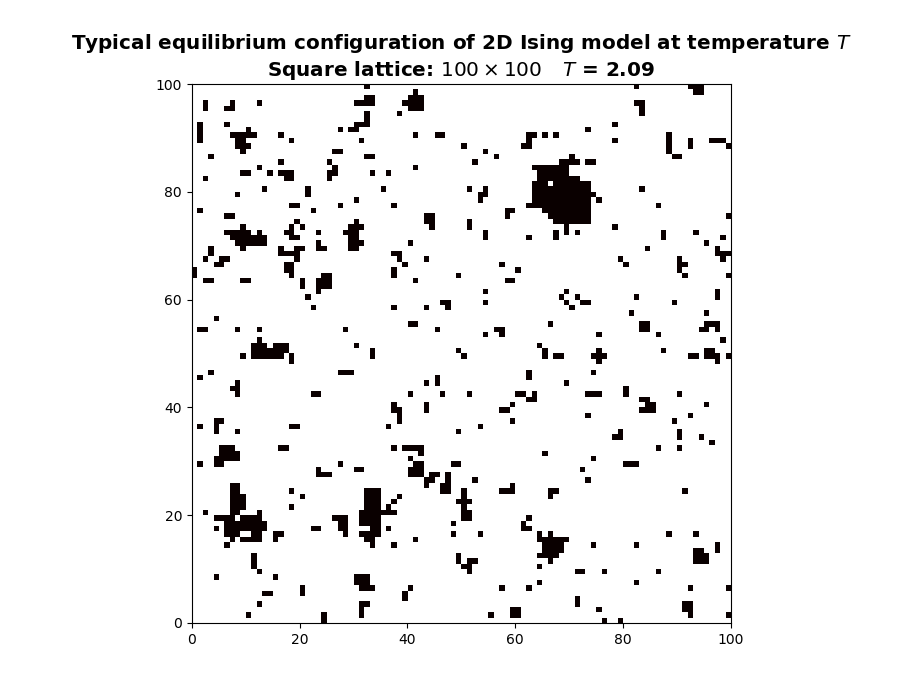 Typical equilibrium configuration of 2D Ising model at temperature T
Square lattice: 100 × 100 T = 2.09
100
80
60
40
20
0
0 20 40 60 80 100